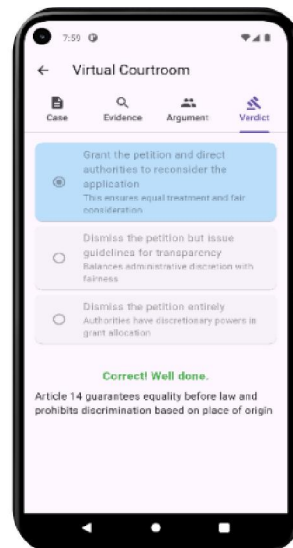 7:59
Virtual Courtroom
Case Evidence Argument Verdict
Grant the petition and direct
authorities to reconsider the
application
This ensures equal treatment and fair
consideration
Dismiss the petition but issue
guidelines for transparency
Balances administrative discretion with
fairness
Dismiss the petition entirely
Authorities have discretionary powers in
grant allocation
Correct! Well done.
Article 14 guarantees equality before law and
prohibits discrimination based on place of origin